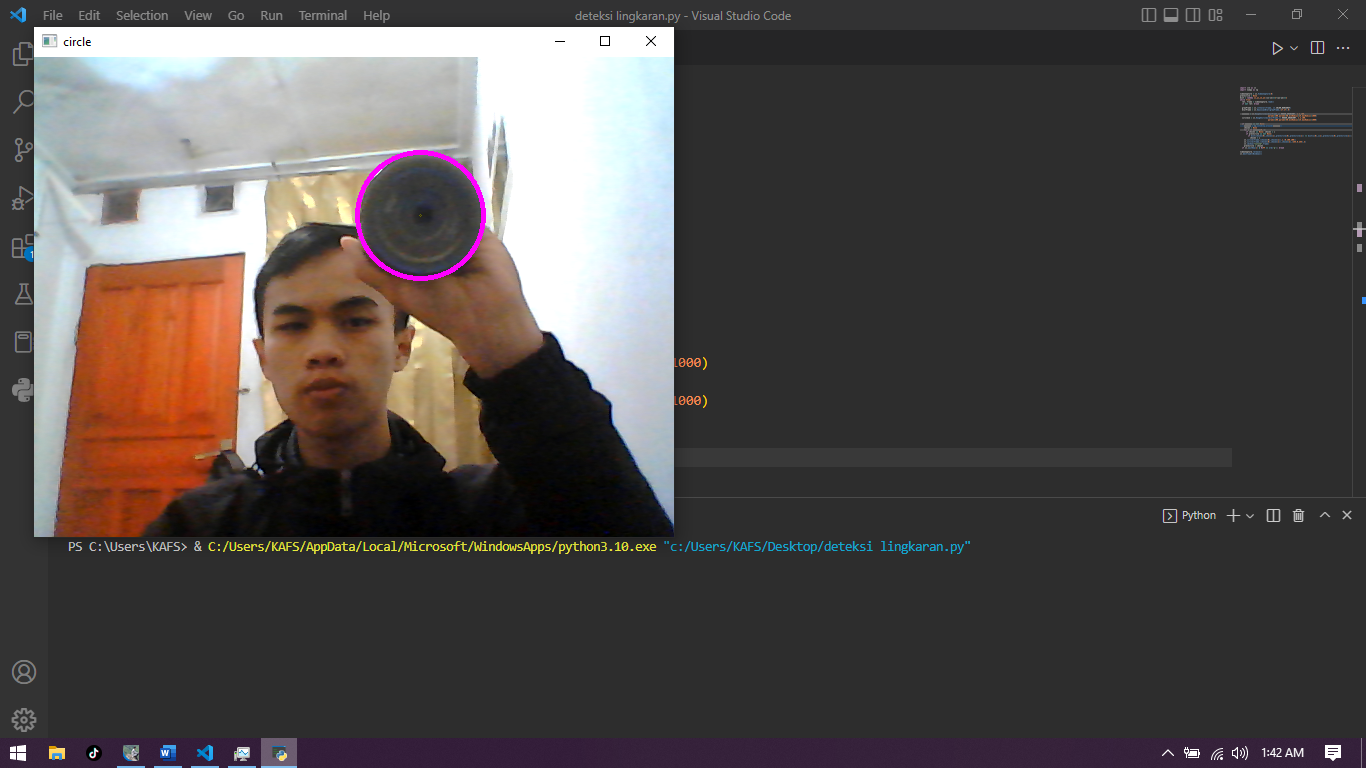 File Edit Selection View Go Run Terminal Help
deteksi lingkaran.py - Visual Studio Code
circle
1000)
1000)
Python
PS C:\Users\KAFS> & C:/Users/KAFS/AppData/Local/Microsoft/WindowsApps/python3.10.exe "c:/Users/KAFS/Desktop/deteksi lingkaran.py"
1:42 AM